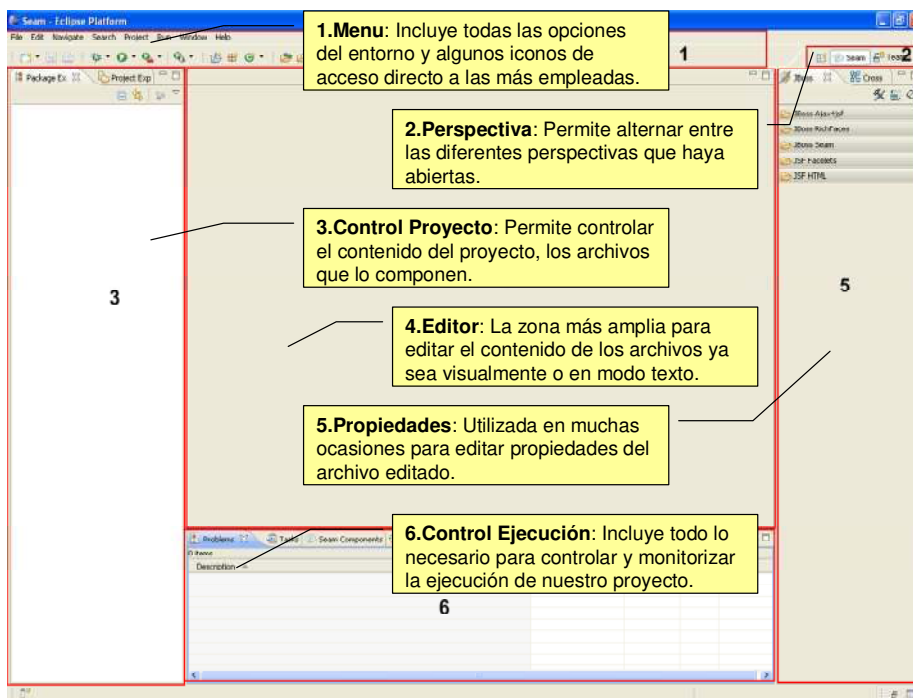 Seam - Eclipse Platform
File Edit Navigate Search Project Run Window Help
1.Menu: Incluye todas las opciones
del entorno y algunos iconos de
acceso directo a las más empleadas.
1
Seam
2
Package Ex
Project Exp
JBoss
Cross
JBoss Ajax4jsf
JBoss RichFaces
JBoss Seam
JSF Facelets
JSF HTML
2.Perspectiva: Permite alternar entre
las diferentes perspectivas que haya
abiertas.
3.Control Proyecto: Permite controlar
el contenido del proyecto, los archivos
que lo componen.
3
5
4.Editor: La zona más amplia para
editar el contenido de los archivos ya
sea visualmente o en modo texto.
5.Propiedades: Utilizada en muchas
ocasiones para editar propiedades del
archivo editado.
Problems
Tasks
Seam Components
0 items
Description
6.Control Ejecución: Incluye todo lo
necesario para controlar y monitorizar
la ejecución de nuestro proyecto.
6